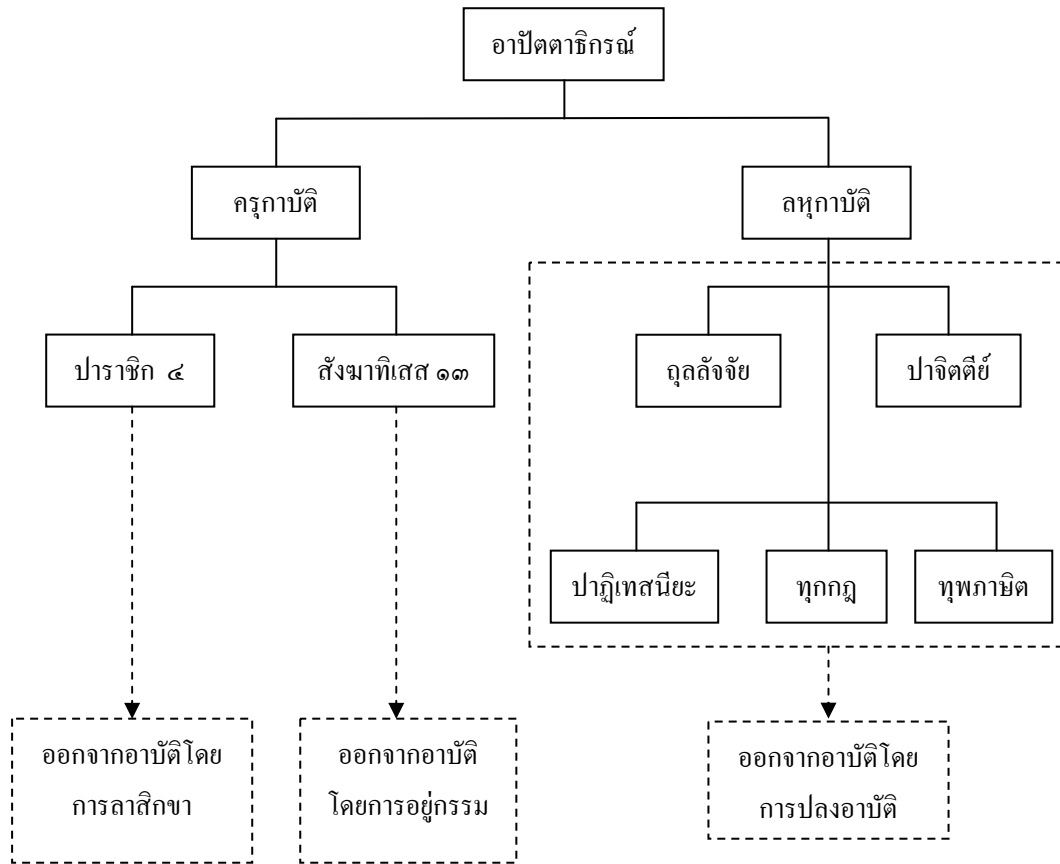 อาปัตตาธิกรณ์
ครุกาบัติ
ลหุกาบัติ
ปาราชิก ๔
สังฆาทิเสส ๑๓
ถุลลัจจัย
ปาจิตตีย์
ปาฏิเทสนียะ
ทุกกฎ
ทุพภาษิต
ออกจากอาบัติโดย
การลาสิกขา
ออกจากอาบัติ
โดยการอยู่กรรม
ออกจากอาบัติโดย
การปลงอาบัติ